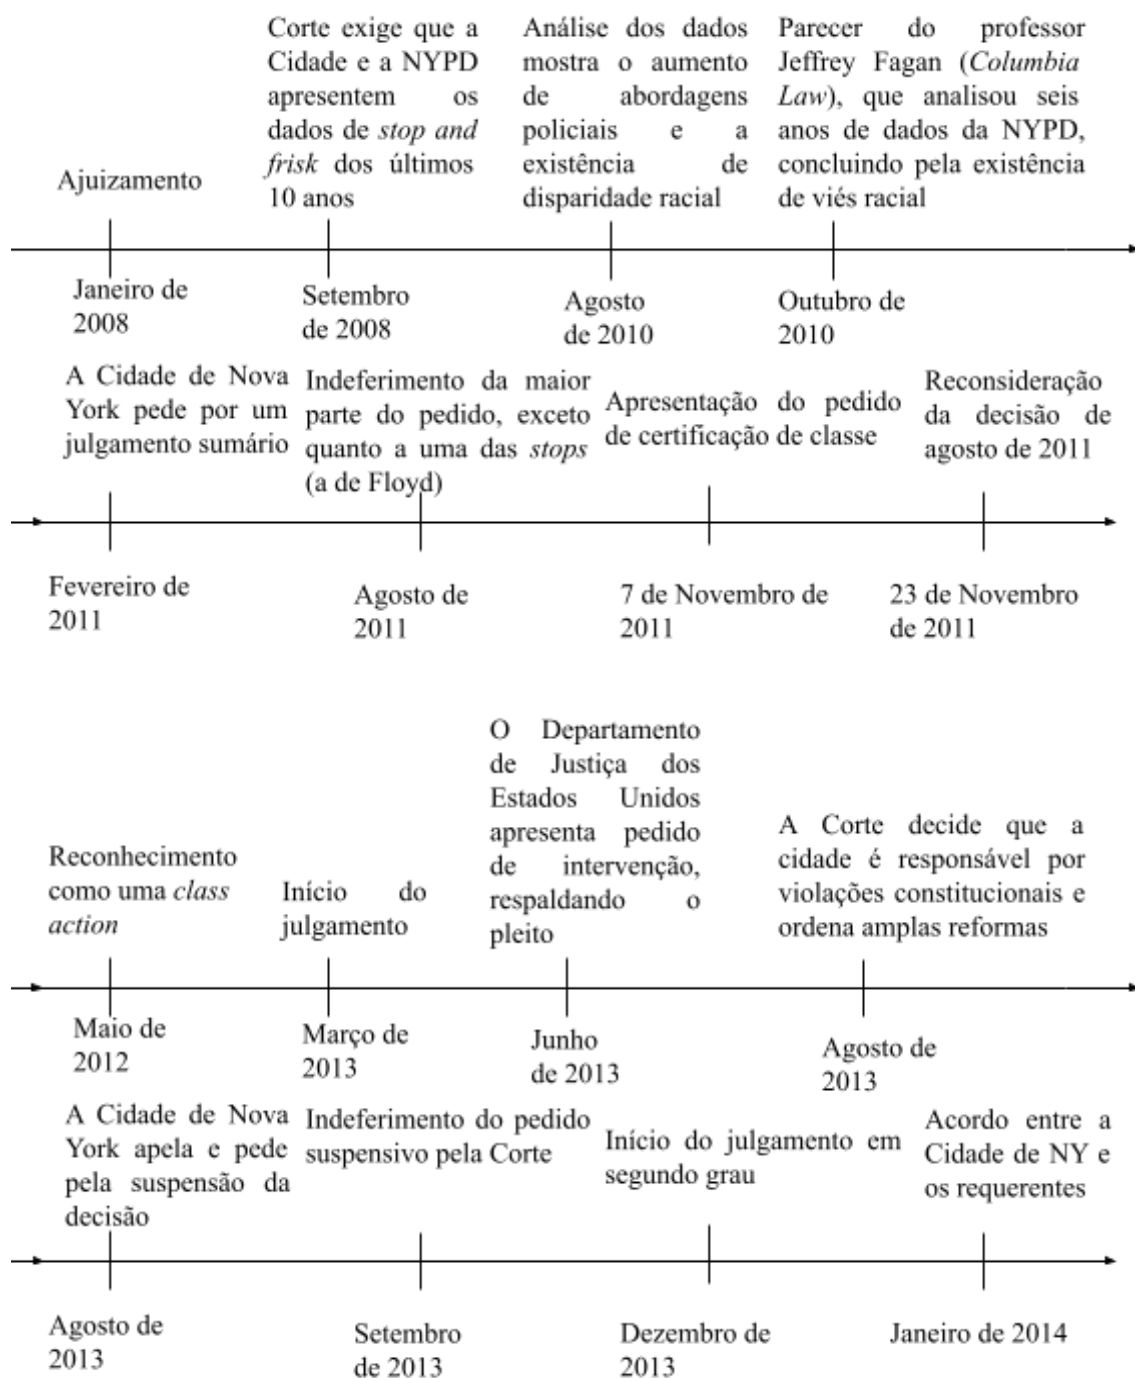 Ajuizamento
Corte exige que a
Cidade e a NYPD
apresentem os
dados de stop and
frisk dos últimos
10 anos
Análise dos dados
mostra o aumento
de abordagens
policiais e a
existência de
disparidade racial
Parecer do professor
Jeffrey Fagan (Columbia
Law), que analisou seis
anos de dados da NYPD,
concluindo pela existência
de viés racial
Janeiro de
2008
Setembro
de 2008
Agosto
de 2010
Outubro de
2010
A Cidade de Nova
York pede por um
julgamento sumário
Indeferimento da maior
parte do pedido, exceto
quanto a uma das stops
(a de Floyd)
Apresentação do pedido
de certificação de classe
Reconsideração
da decisão de
agosto de 2011
Fevereiro de
2011
Agosto de
2011
7 de Novembro de
2011
23 de Novembro
de 2011
Reconhecimento
como uma class
action
Início do
julgamento
O Departamento
de Justiça dos
Estados Unidos
apresenta pedido
de intervenção,
respaldando o
pleito
A Corte decide que a
cidade é responsável por
violações constitucionais e
ordena amplas reformas
Maio de
2012
Março de
2013
Junho
de 2013
Agosto de
2013
A Cidade de Nova
York apela e pede
pela suspensão da
decisão
Indeferimento do pedido
suspensivo pela Corte
Início do julgamento em
segundo grau
Acordo entre a
Cidade de NY e
os requerentes
Agosto de
2013
Setembro
de 2013
Dezembro de
2013
Janeiro de 2014